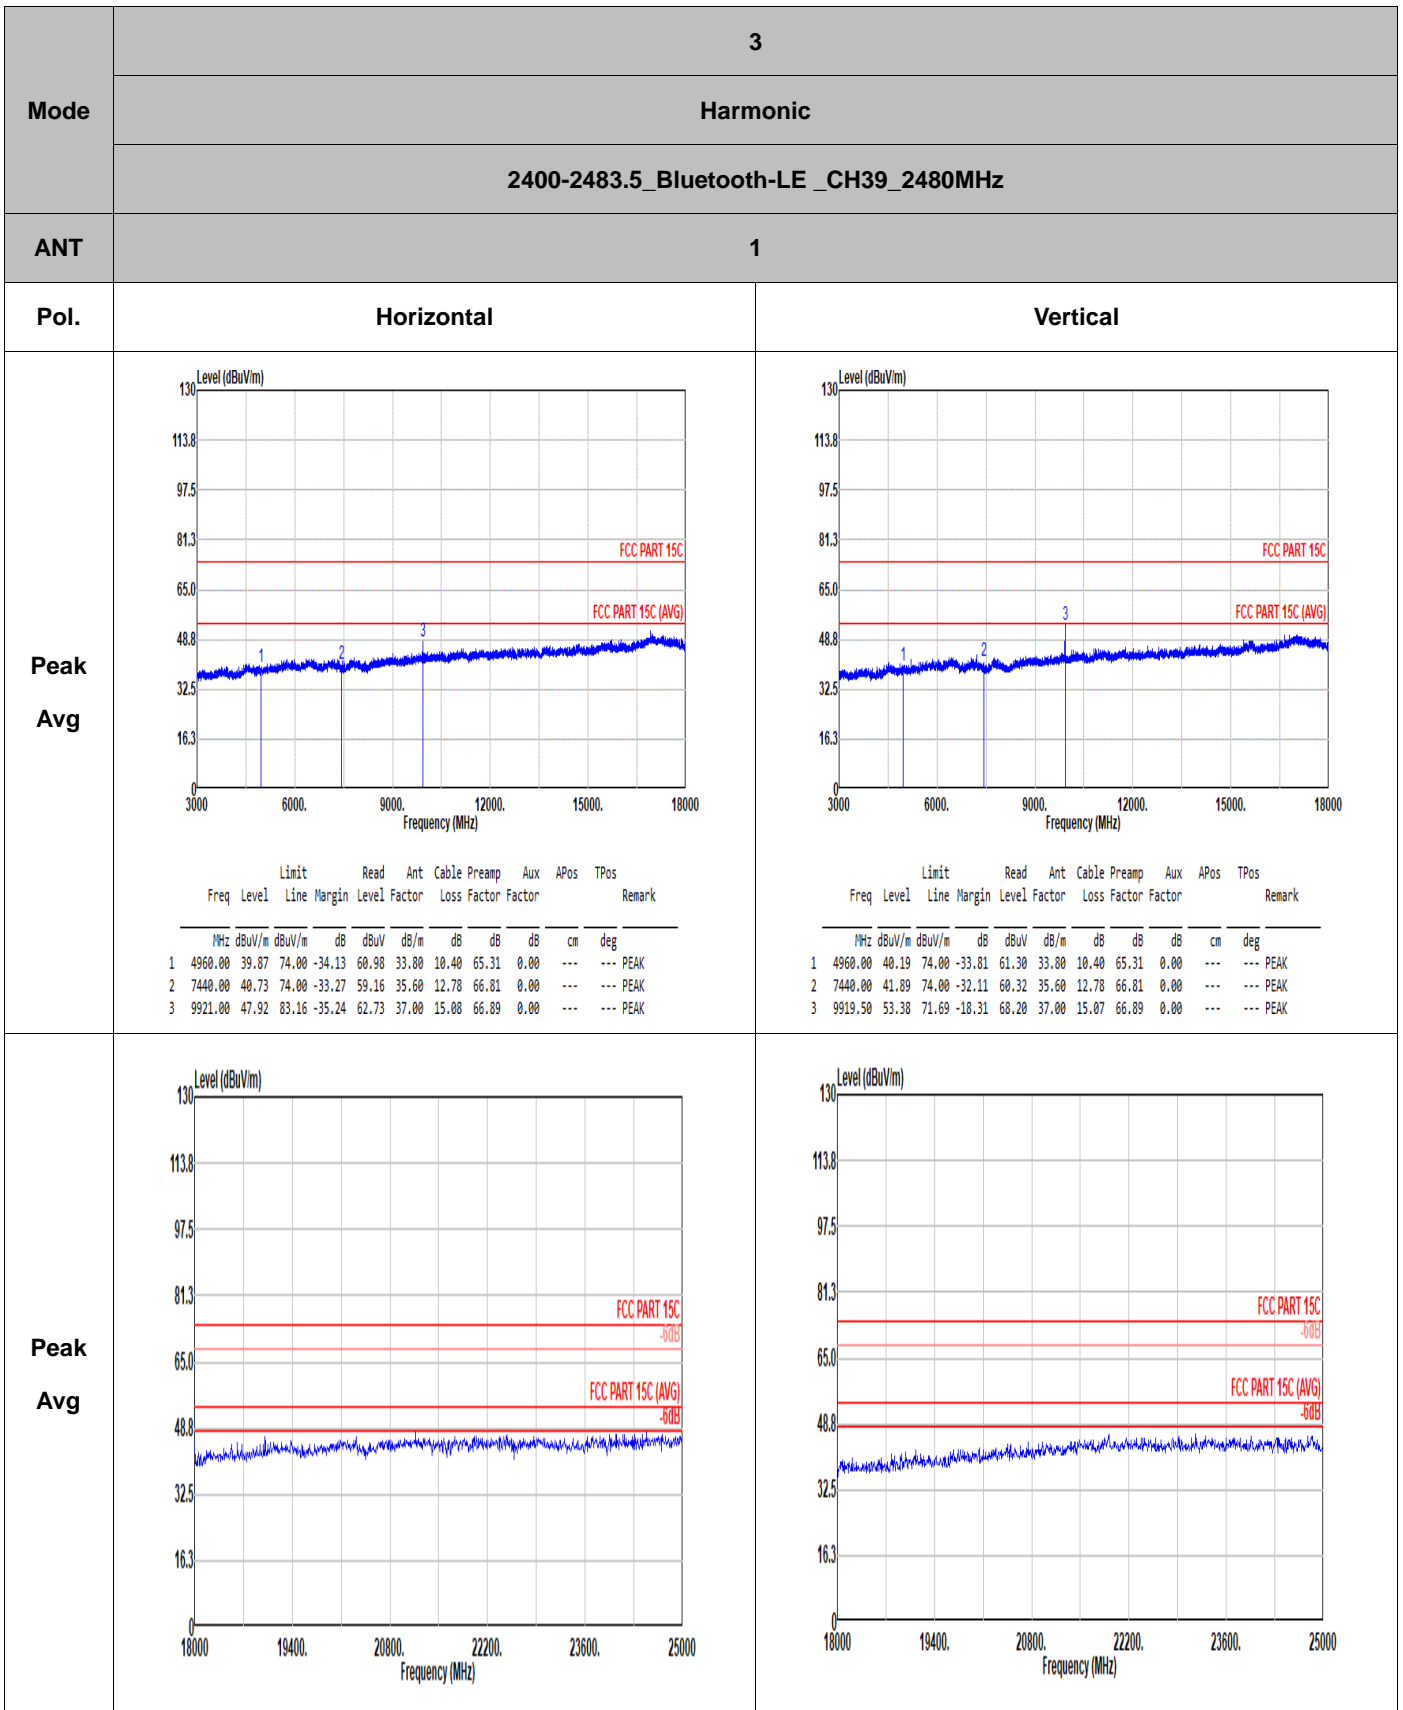 Mode
3
Harmonic
2400-2483.5_Bluetooth-LE _CH39_2480MHz
ANT
1
Pol.
Horizontal
Vertical
Peak
Avg
Level (dBuV/m)
130
113.8
97.5
81.3
65.0
48.8
32.5
16.3
0
FCC PART 15C
FCC PART 15C (AVG)
1
2
3
3000 6000. 9000. 12000. 15000. 18000
Frequency (MHz)
Limit Read Ant Cable Preamp Aux APos TPos
Freq Level Line Margin Level Factor Loss Factor Factor Remark
MHz dBuV/m dBuV/m dB dBuV dB/m dB dB dB cm deg
1 4960.00 39.87 74.00 -34.13 60.98 33.80 10.40 65.31 0.00 --- --- PEAK
2 7440.00 40.73 74.00 -33.27 59.16 35.60 12.78 66.81 0.00 --- --- PEAK
3 9921.00 47.92 83.16 -35.24 62.73 37.00 15.08 66.89 0.00 --- --- PEAK
Level (dBuV/m)
130
113.8
97.5
81.3
65.0
48.8
32.5
16.3
0
FCC PART 15C
FCC PART 15C (AVG)
1
2
3
3000 6000. 9000. 12000. 15000. 18000
Frequency (MHz)
Limit Read Ant Cable Preamp Aux APos TPos
Freq Level Line Margin Level Factor Loss Factor Factor Remark
MHz dBuV/m dBuV/m dB dBuV dB/m dB dB dB cm deg
1 4960.00 40.19 74.00 -33.81 61.30 33.80 10.40 65.31 0.00 --- --- PEAK
2 7440.00 41.89 74.00 -32.11 60.32 35.60 12.78 66.81 0.00 --- --- PEAK
3 9919.50 53.38 71.69 -18.31 68.20 37.00 15.07 66.89 0.00 --- --- PEAK
Peak
Avg
Level (dBuV/m)
130
113.8
97.5
81.3
65.0
48.8
32.5
16.3
0
FCC PART 15C
-6dB
FCC PART 15C (AVG)
-6dB
18000 19400. 20800. 22200. 23600. 25000
Frequency (MHz)
Level (dBuV/m)
130
113.8
97.5
81.3
65.0
48.8
32.5
16.3
0
FCC PART 15C
-6dB
FCC PART 15C (AVG)
-6dB
18000 19400. 20800. 22200. 23600. 25000
Frequency (MHz)